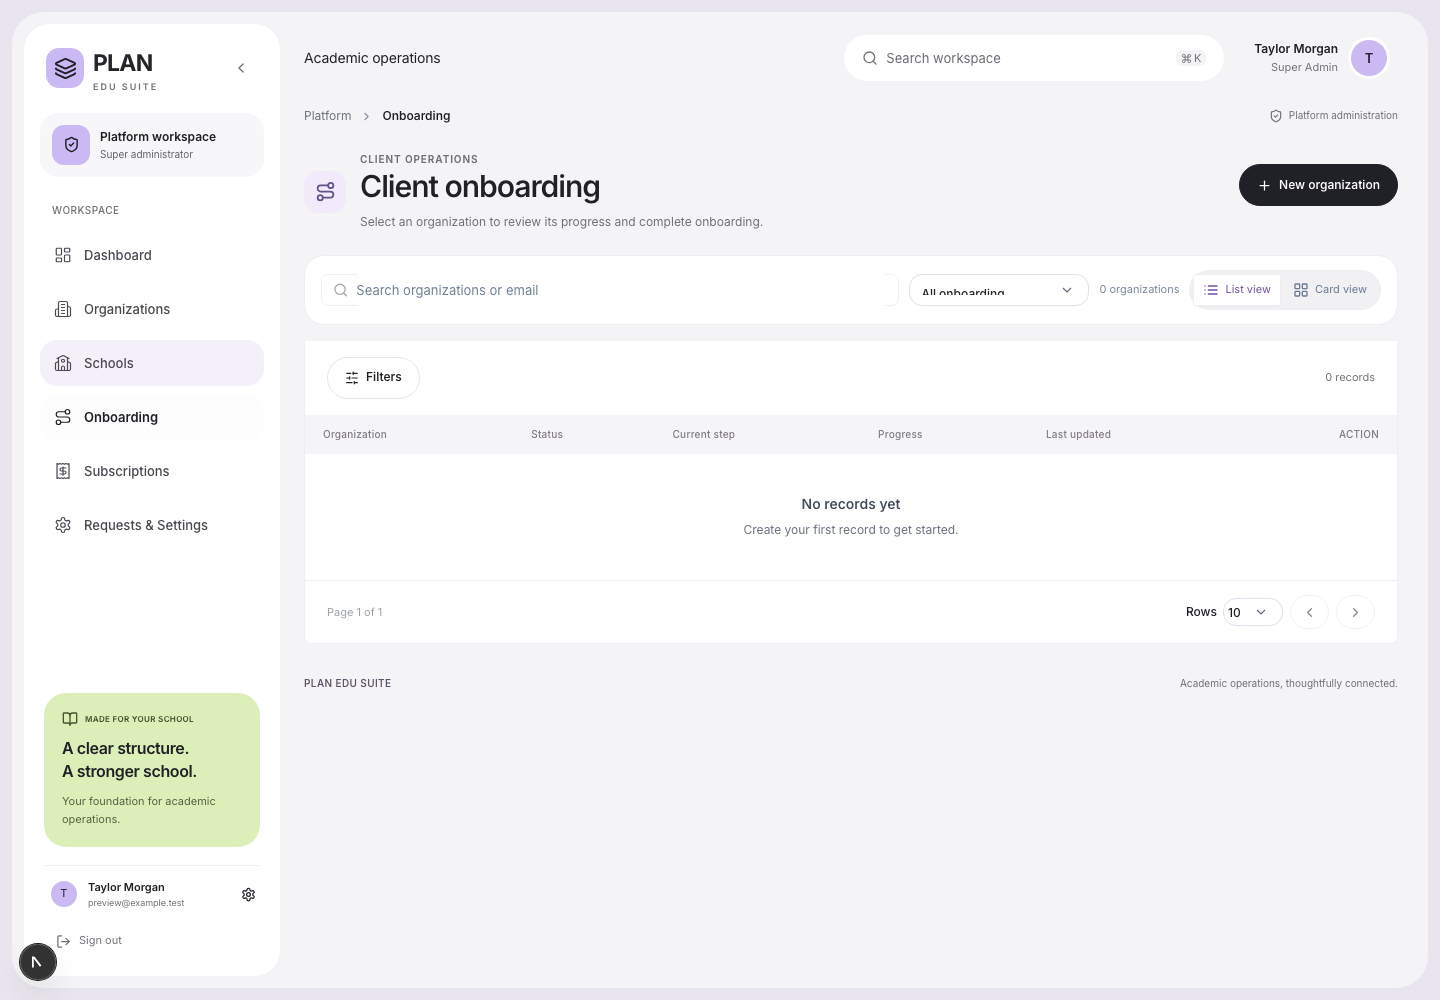 PLAN
EDU SUITE
Platform workspace
Super administrator
WORKSPACE
Dashboard
Organizations
Schools
Onboarding
Subscriptions
Requests & Settings
MADE FOR YOUR SCHOOL
A clear structure.
A stronger school.
Your foundation for academic
operations.
T
Taylor Morgan
preview@example.test
Sign out
Academic operations
Search workspace
⌘K
Taylor Morgan
Super Admin
T
Platform
Onboarding
Platform administration
CLIENT OPERATIONS
Client onboarding
Select an organization to review its progress and complete onboarding.
New organization
Search organizations or email
All onboarding
0 organizations
List view
Card view
Filters
0 records
Organization
Status
Current step
Progress
Last updated
ACTION
No records yet
Create your first record to get started.
Page 1 of 1
Rows
10
PLAN EDU SUITE
Academic operations, thoughtfully connected.